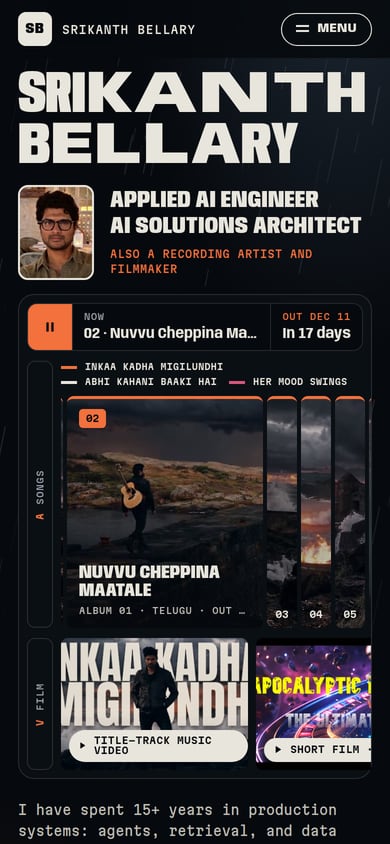 SB
SRIKANTH BELLARY
MENU
SRIKANTH
BELLARY
APPLIED AI ENGINEER
AI SOLUTIONS ARCHITECT
ALSO A RECORDING ARTIST AND
FILMMAKER
NOW
02 · Nuvvu Cheppina Ma…
OUT DEC 11
In 17 days
INKAA KADHA MIGILUNDHI
ABHI KAHANI BAAKI HAI
HER MOOD SWINGS
A SONGS
02
NUVVU CHEPPINA
MAATALE
ALBUM 01 · TELUGU · OUT …
03
04
05
V FILM
INKAA KADHA
MIGILUNDHI
TITLE-TRACK MUSIC
VIDEO
APOCALYPTIC
THE ULTIMAT
SHORT FILM ·
I have spent 15+ years in production
systems: agents, retrieval, and data